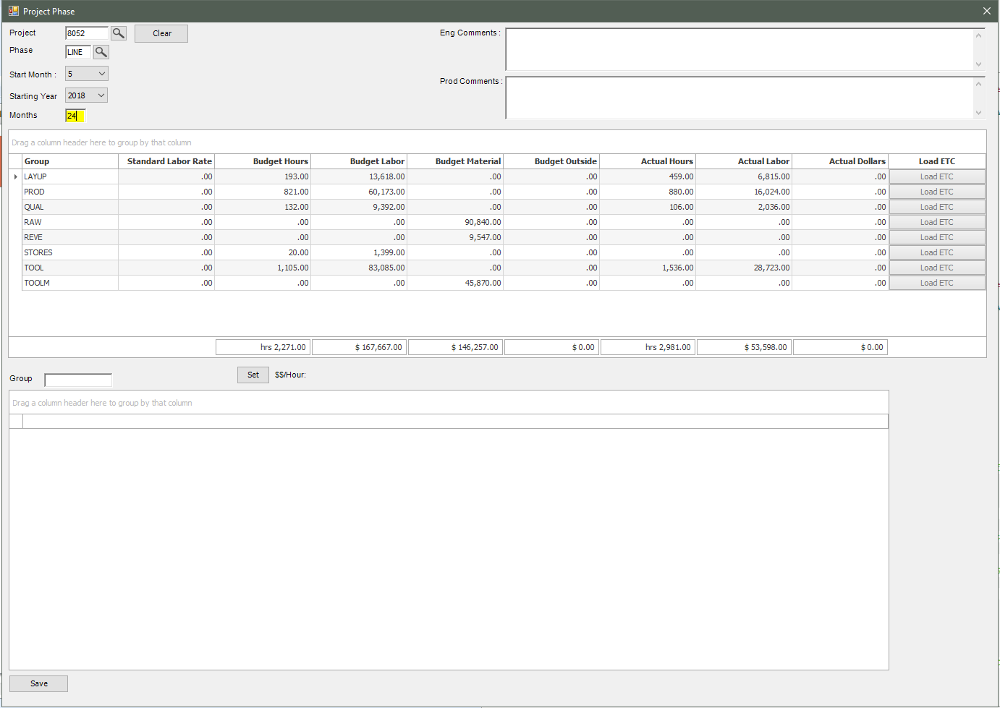 Project Phase
Project 8052 Clear Eng Comments :
Phase LINE
Start Month : 5
Prod Comments :
Starting Year 2018
Months 24
Drag a column header here to group by that column
Group Standard Labor Rate Budget Hours Budget Labor Budget Material Budget Outside Actual Hours Actual Labor Actual Dollars Load ETC
LAYUP .00 193.00 13,618.00 .00 .00 459.00 6,815.00 .00 Load ETC
PROD .00 821.00 60,173.00 .00 .00 880.00 16,024.00 .00 Load ETC
QUAL .00 132.00 9,392.00 .00 .00 106.00 2,036.00 .00 Load ETC
RAW .00 .00 .00 90,840.00 .00 .00 .00 .00 Load ETC
REVE .00 .00 .00 9,547.00 .00 .00 .00 .00 Load ETC
STORES .00 20.00 1,399.00 .00 .00 .00 .00 .00 Load ETC
TOOL .00 1,105.00 83,085.00 .00 .00 1,536.00 28,723.00 .00 Load ETC
TOOLM .00 .00 .00 45,870.00 .00 .00 .00 .00 Load ETC
hrs 2,271.00 $ 167,667.00 $ 146,257.00 $ 0.00 hrs 2,981.00 $ 53,598.00 $ 0.00
Group Set $$/Hour:
Drag a column header here to group by that column
Save